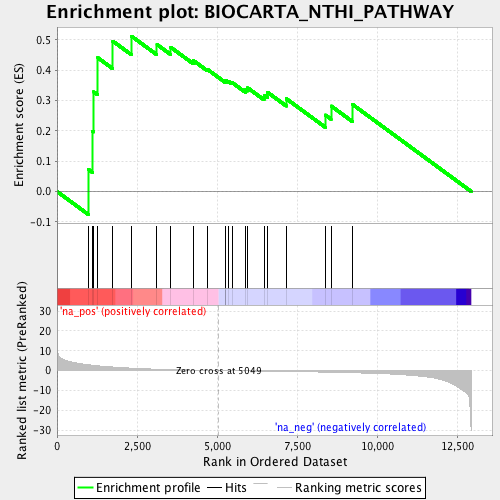 Enrichment plot: BIOCARTA_NTHI_PATHWAY
Enrichment score (ES)
0.5
0.4
0.3
0.2
0.1
0.0
-0.1
'na_pos' (positively correlated)
Ranked list metric (PreRanked)
30
20
10
0
-10
-20
-30
Zero cross at 5049
'na_neg' (negatively correlated)
0 2,500 5,000 7,500 10,000 12,500
Rank in Ordered Dataset
Enrichment profile Hits Ranking metric scores